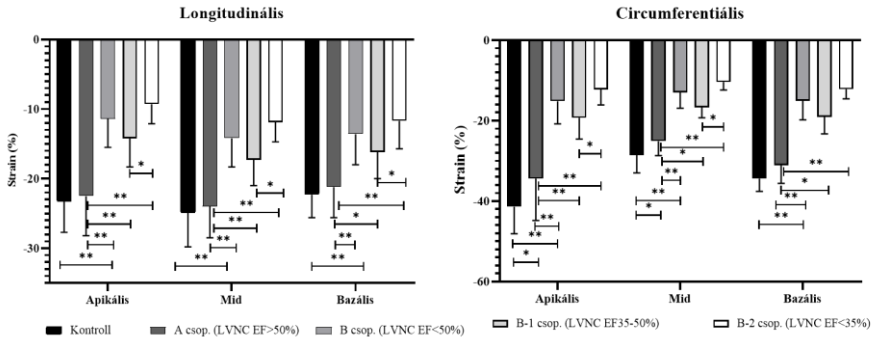 Longitudinális
Circumferentiális
Strain (%)
0
-10
-20
-30
* ** ** ** **
** ** ** * **
** * ** * **
Apikális Mid Bazális
Strain (%)
0
-20
-40
-60
* ** ** ** ** *
* ** * ** ** *
** * ** **
Apikális Mid Bazális
Kontroll
A csop. (LVNC EF>50%)
B csop. (LVNC EF<50%)
B-1 csop. (LVNC EF35-50%)
B-2 csop. (LVNC EF<35%)